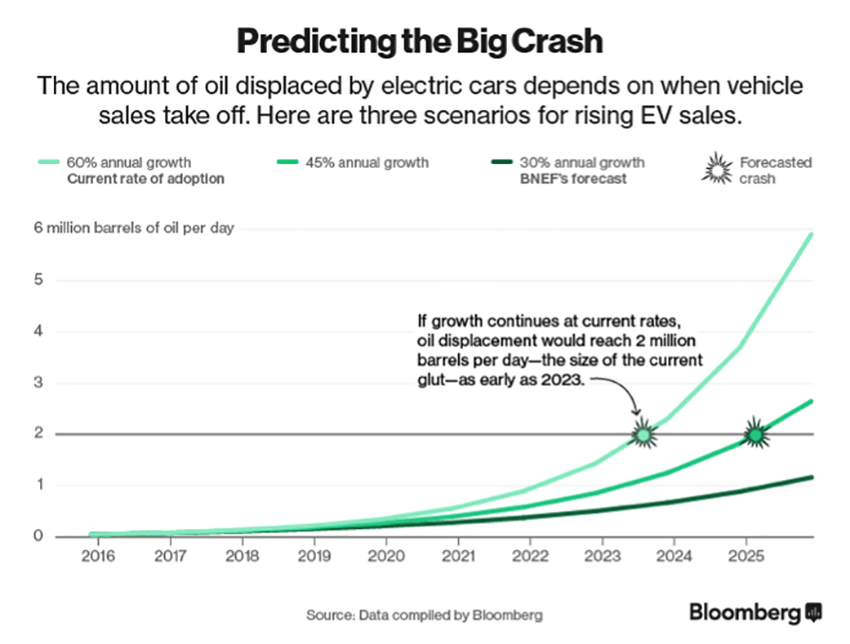 Predicting the Big Crash
The amount of oil displaced by electric cars depends on when vehicle
sales take off. Here are three scenarios for rising EV sales.
60% annual growth
Current rate of adoption
45% annual growth
30% annual growth
BNEF's forecast
Forecasted
crash
6 million barrels of oil per day
5
4
If growth continues at current rates,
oil displacement would reach 2 million
barrels per day—the size of the current
glut—as early as 2023.
3
2
1
0
2016
2017
2018
2019
2020
2021
2022
2023
2024
2025
Source: Data compiled by Bloomberg
Bloomberg